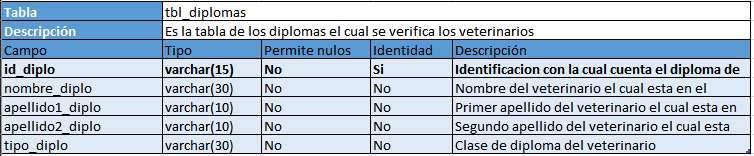 Tabla tbl_diplomas
Descripción Es la tabla de los diplomas el cual se verifica los veterinarios
Campo Tipo Permite nulos Identidad Descripción
id_diplo varchar(15) No Si Identificacion con la cual cuenta el diploma de
nombre_diplo varchar(30) No No Nombre del veterinario el cual esta en el
apellido1_diplo varchar(10) No No Primer apellido del veterinario el cual esta en
apellido2_diplo varchar(10) No No Segundo apellido del veterinario el cual esta
tipo_diplo varchar(30) No No Clase de diploma del veterinario